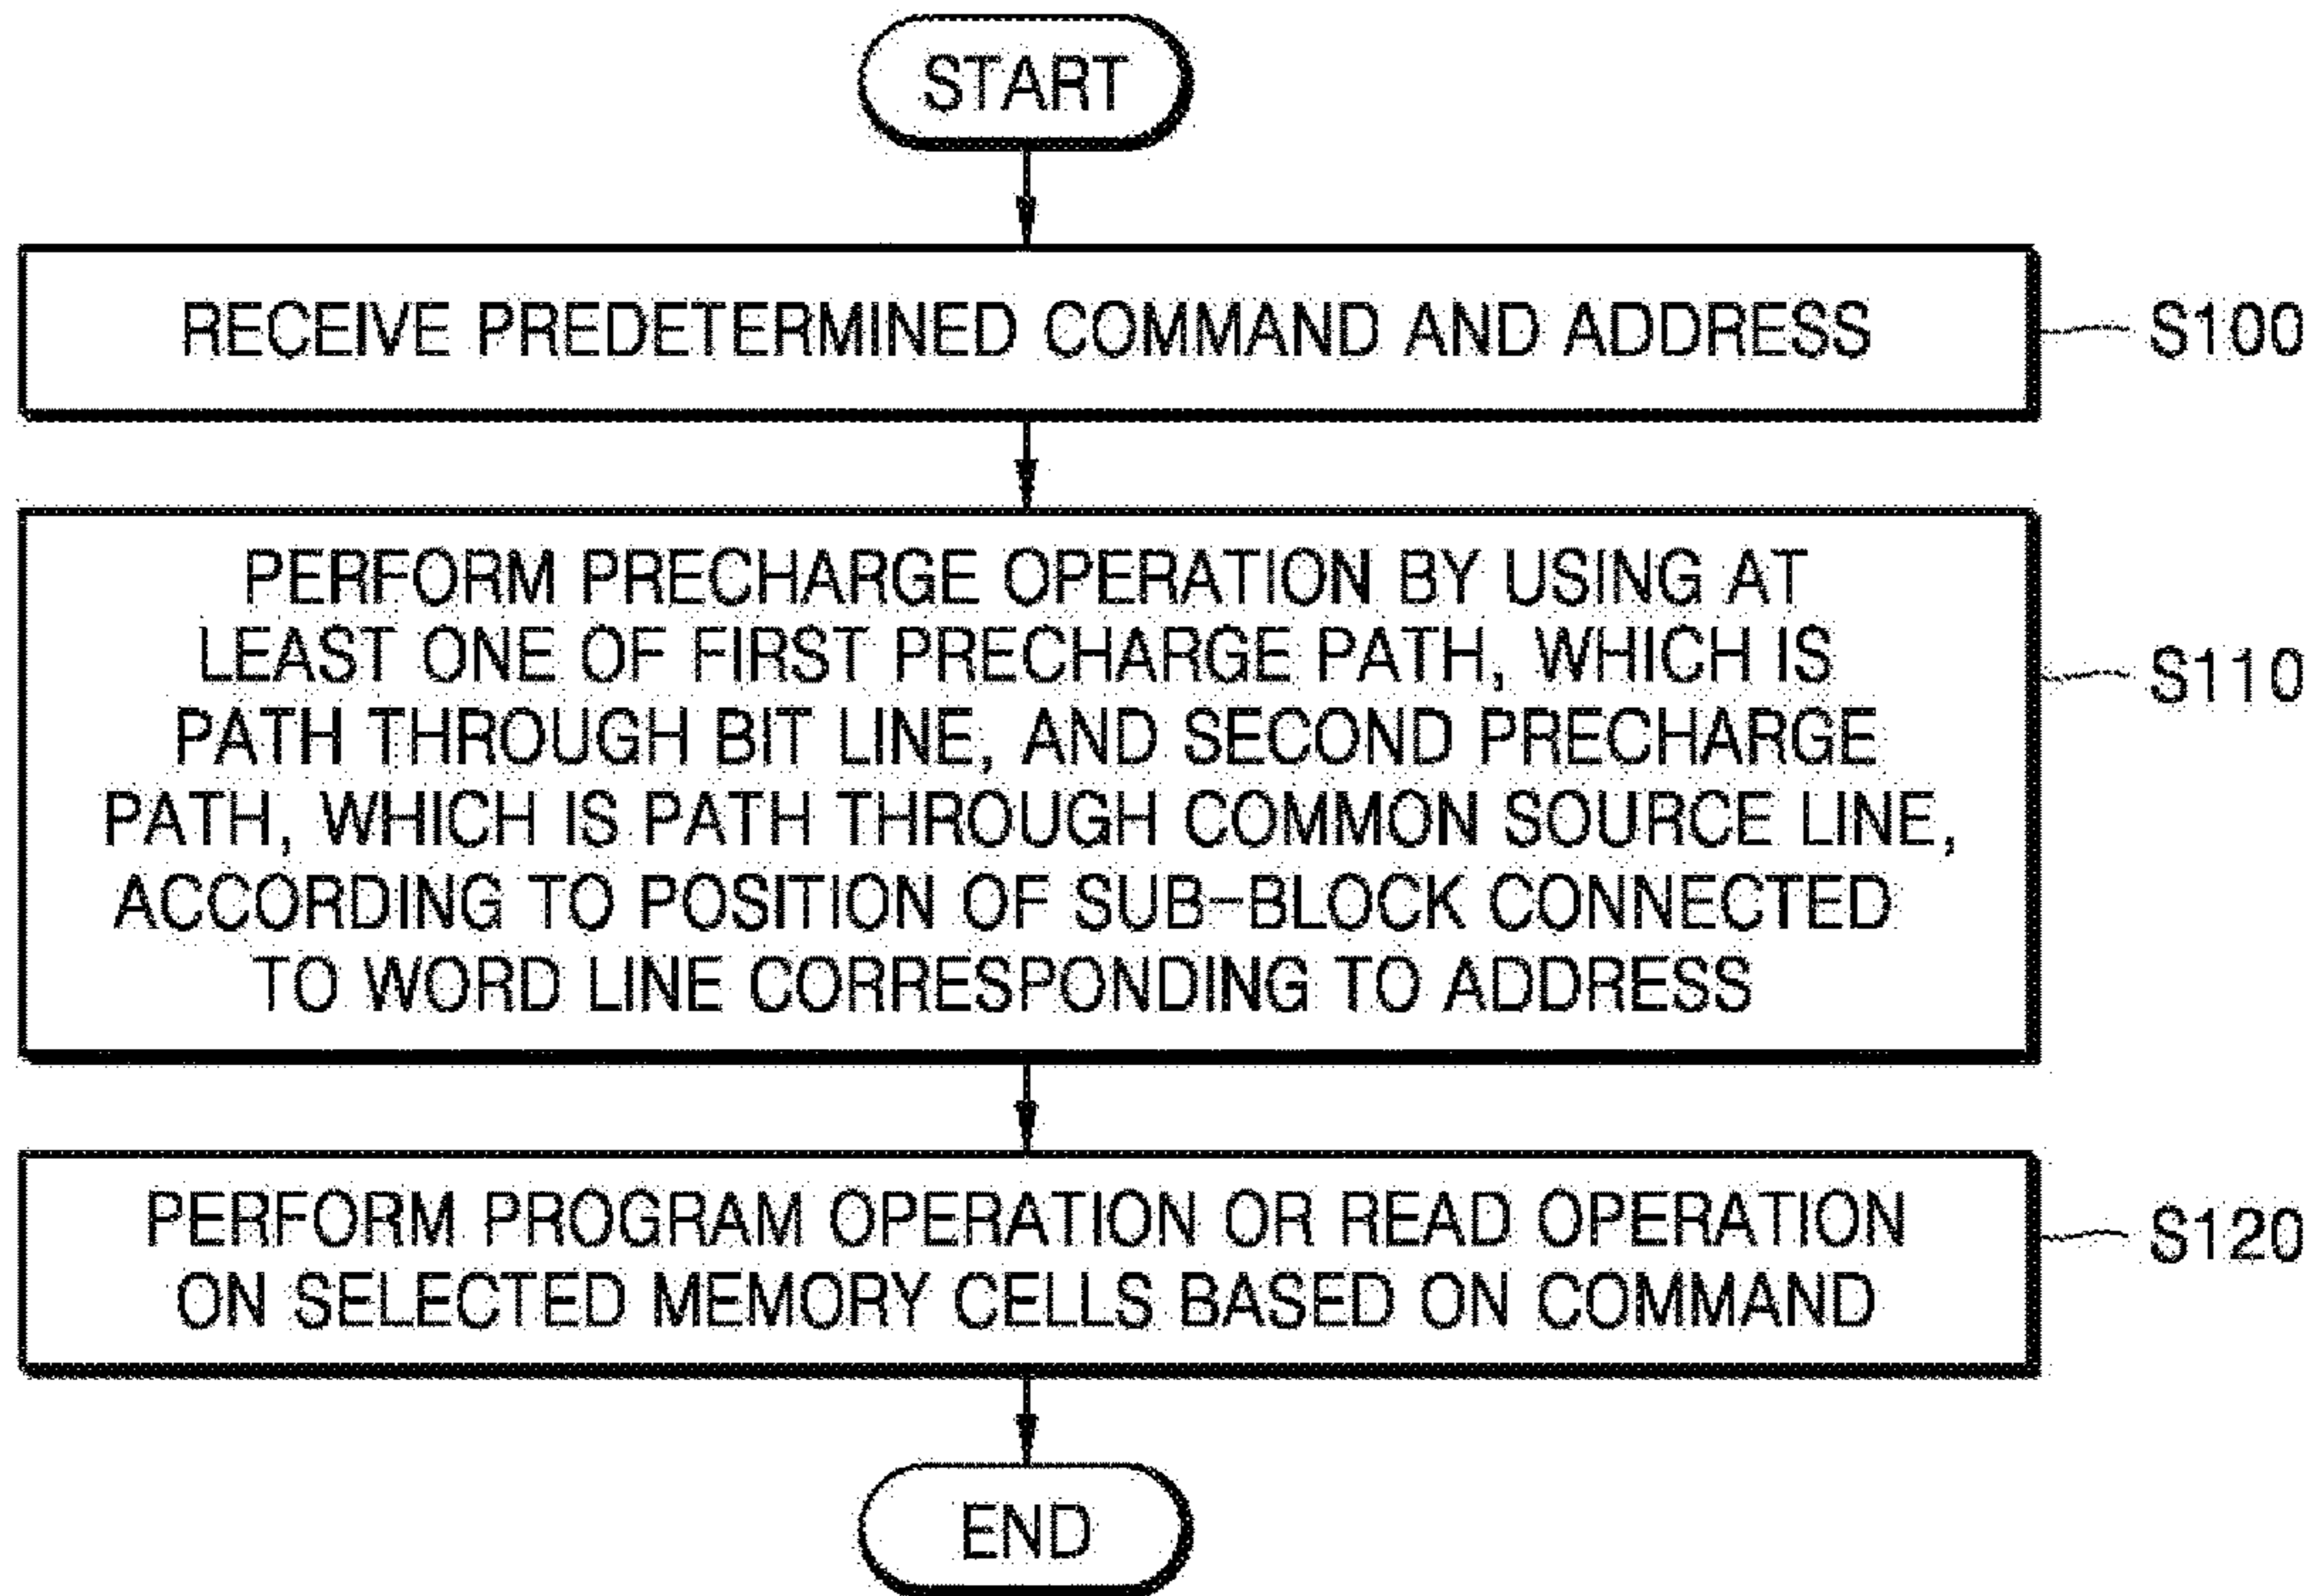 START
RECEIVE PREDETERMINED COMMAND AND ADDRESS
S100
PERFORM PRECHARGE OPERATION BY USING AT
LEAST ONE OF FIRST PRECHARGE PATH, WHICH IS
PATH THROUGH BIT LINE, AND SECOND PRECHARGE
PATH, WHICH IS PATH THROUGH COMMON SOURCE LINE,
ACCORDING TO POSITION OF SUB-BLOCK CONNECTED
TO WORD LINE CORRESPONDING TO ADDRESS
S110
PERFORM PROGRAM OPERATION OR READ OPERATION
ON SELECTED MEMORY CELLS BASED ON COMMAND
S120
END